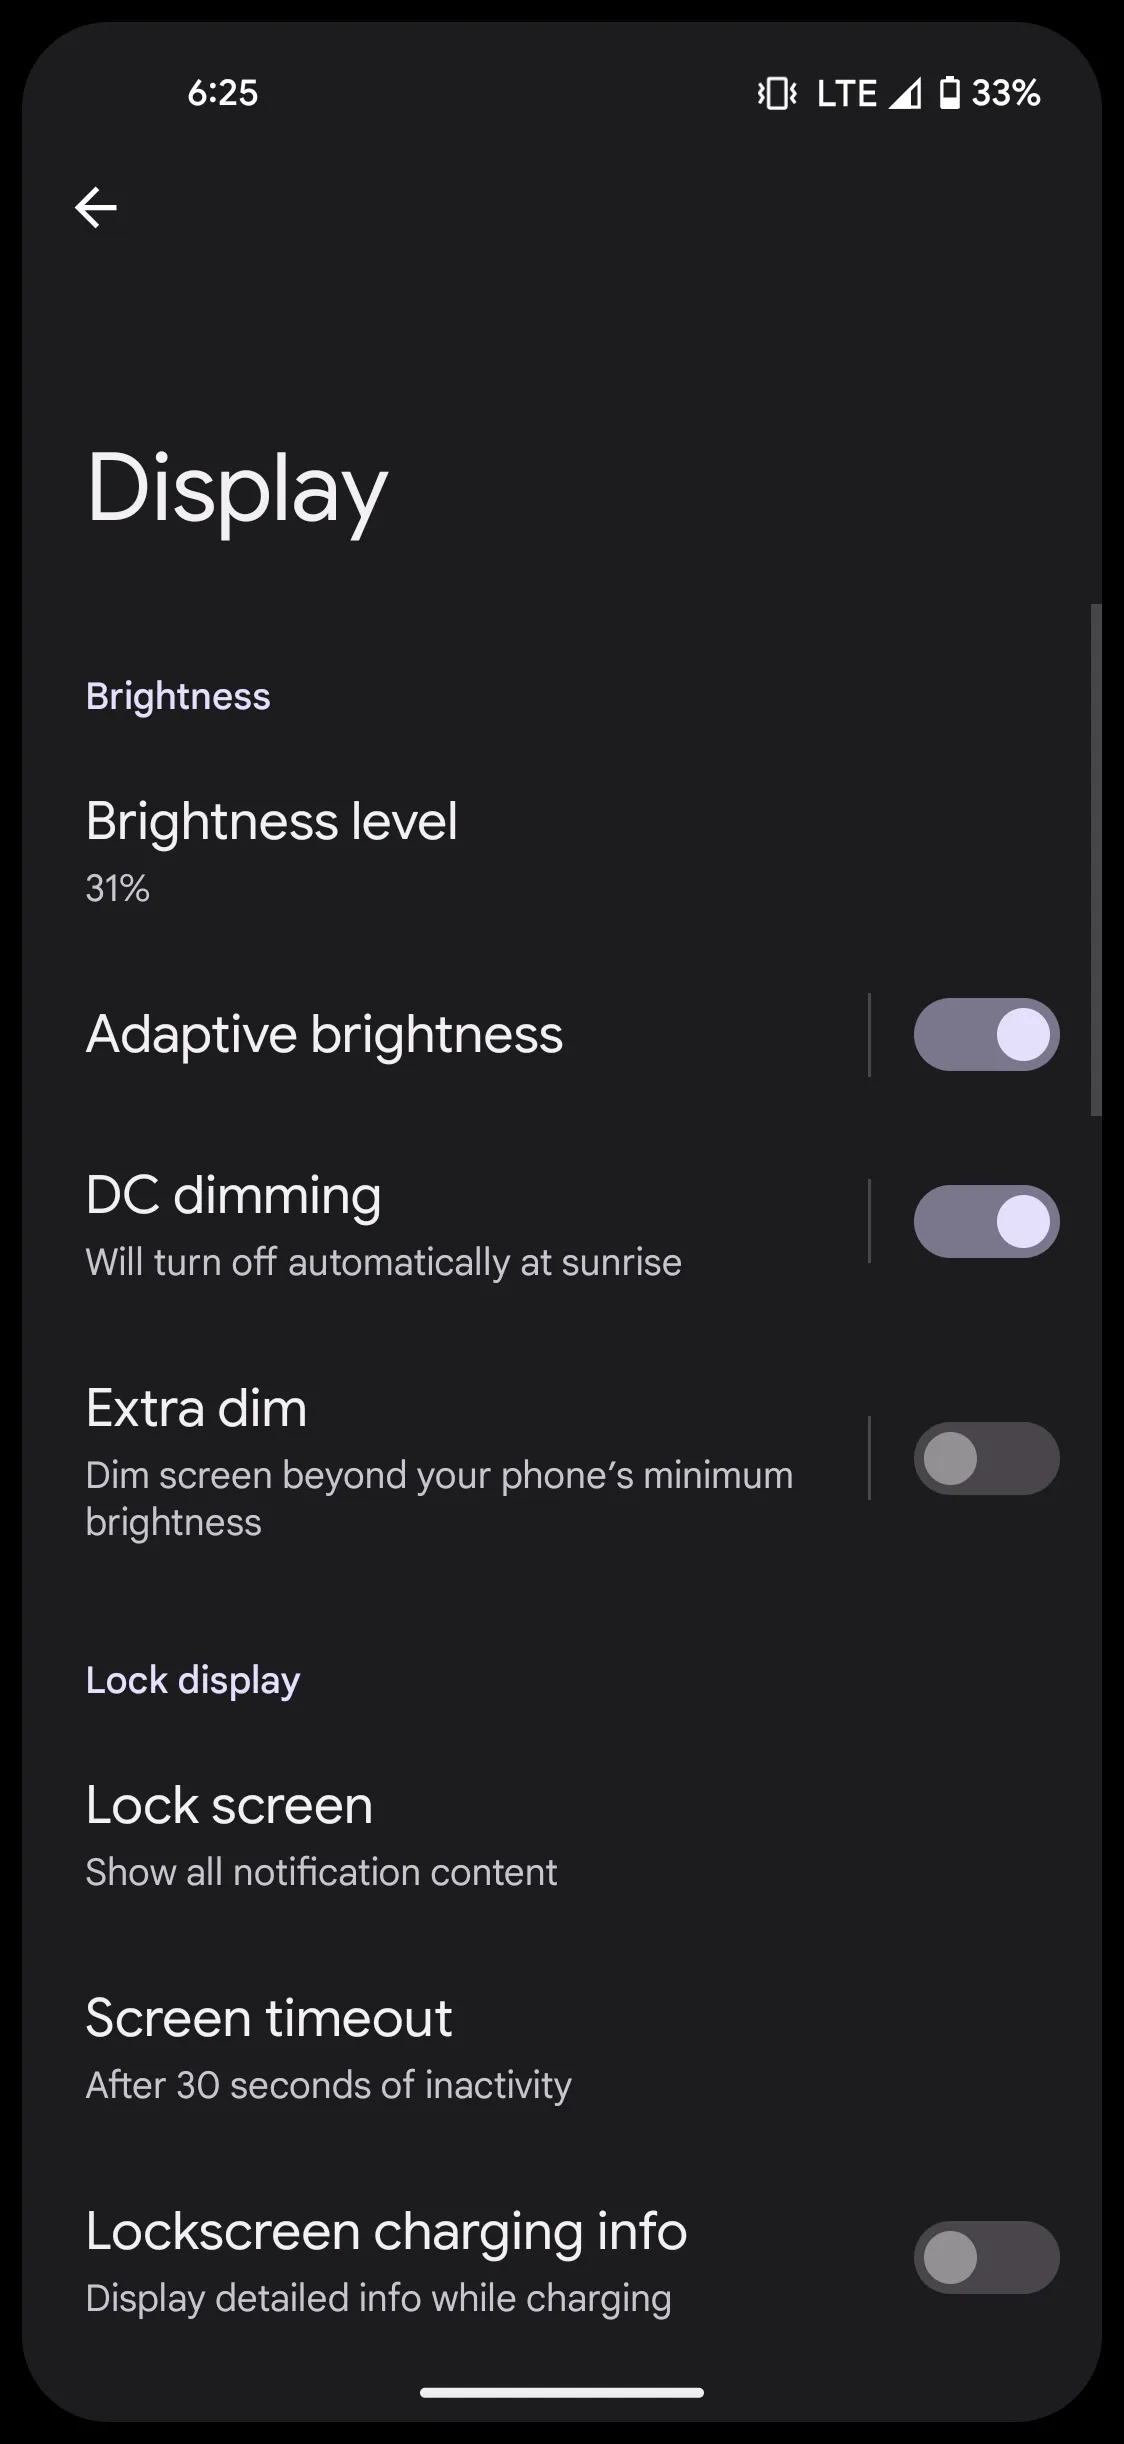 6:25
LTE 33%
Display
Brightness
Brightness level
31%
Adaptive brightness
DC dimming
Will turn off automatically at sunrise
Extra dim
Dim screen beyond your phone’s minimum
brightness
Lock display
Lock screen
Show all notification content
Screen timeout
After 30 seconds of inactivity
Lockscreen charging info
Display detailed info while charging